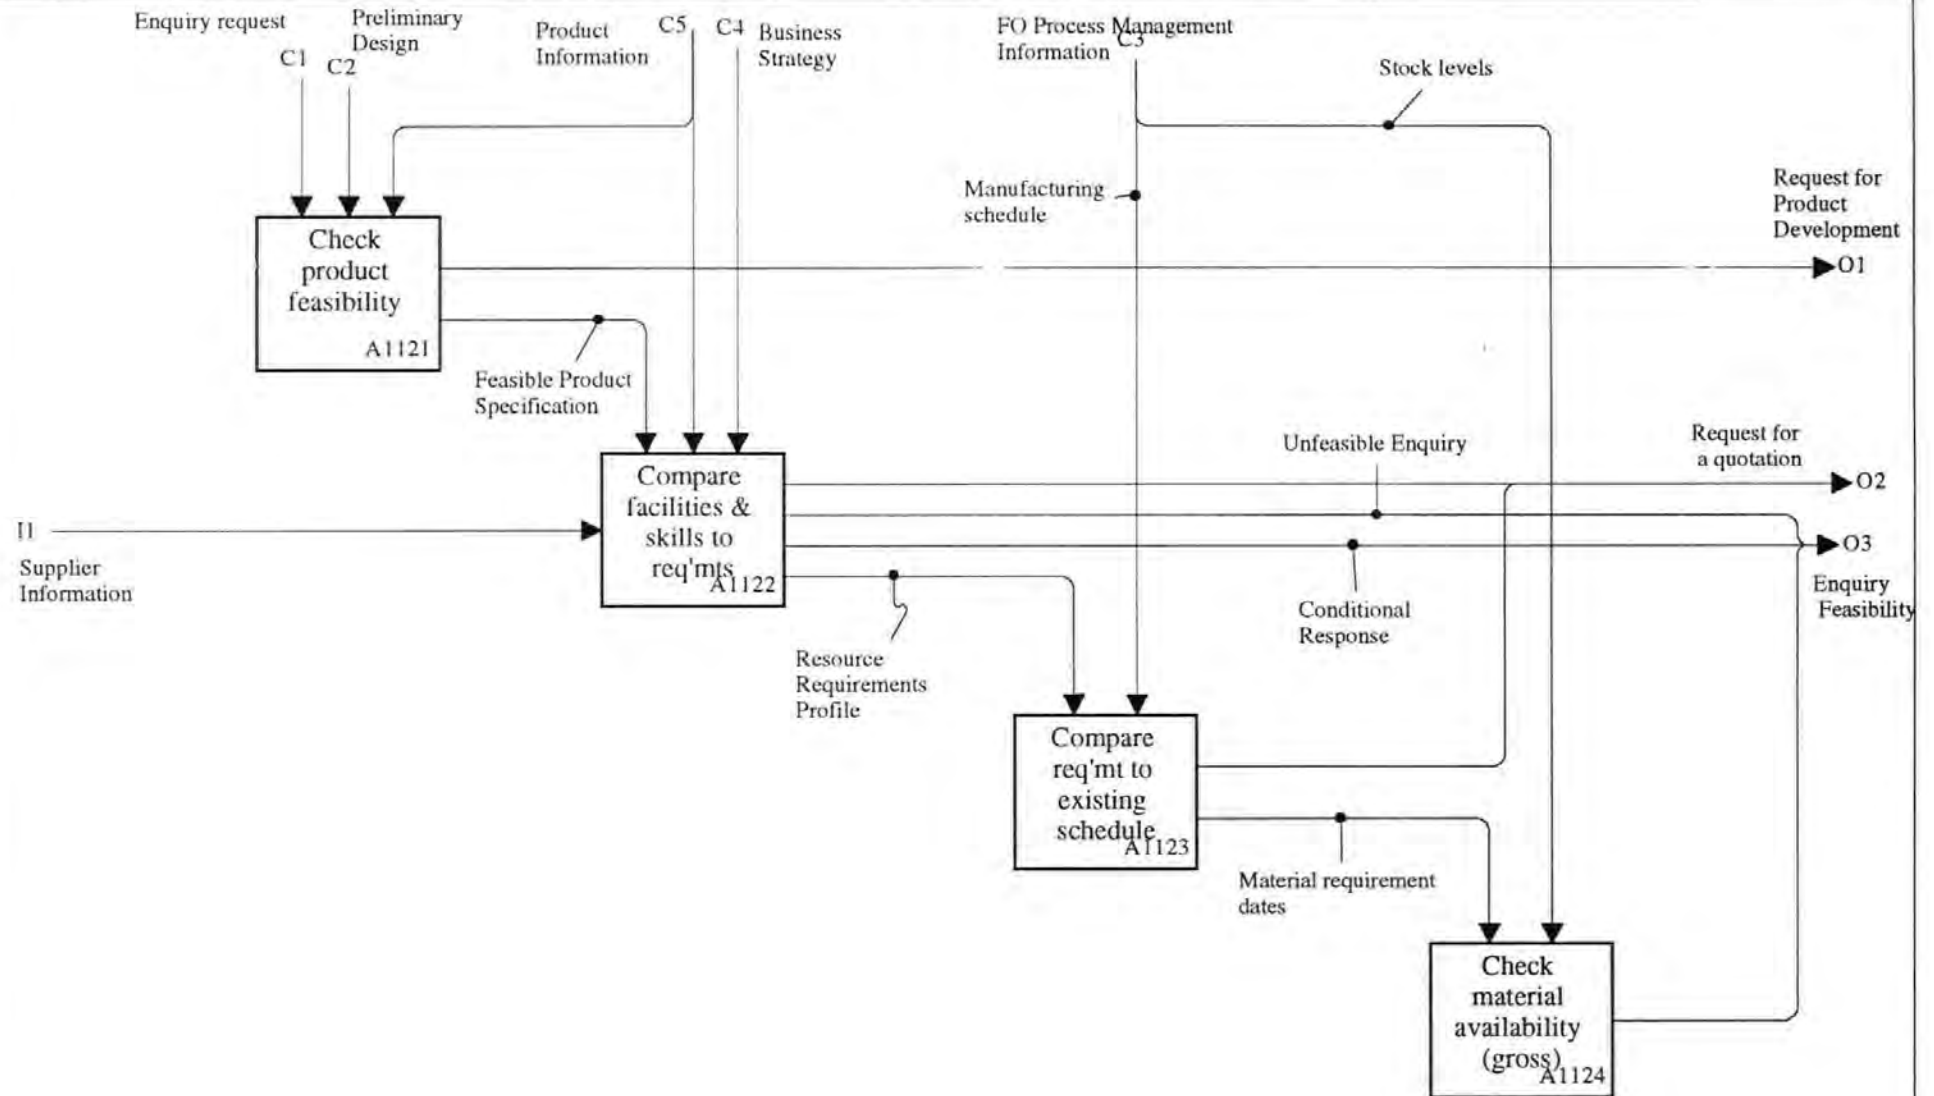 Enquiry request
C1
Preliminary
Design
C2
Product
Information
C5
C4
Business
Strategy
FO Process Management
Information
C3
Stock levels
Manufacturing
schedule
Request for
Product
Development
O1
Check
product
feasibility
A1121
Feasible Product
Specification
Unfeasible Enquiry
Request for
a quotation
O2
Compare
facilities &
skills to
req'mts
A1122
I1
Supplier
Information
O3
Enquiry
Feasibility
Conditional
Response
Resource
Requirements
Profile
Compare
req'mt to
existing
schedule
A1123
Material requirement
dates
Check
material
availability
(gross)
A1124